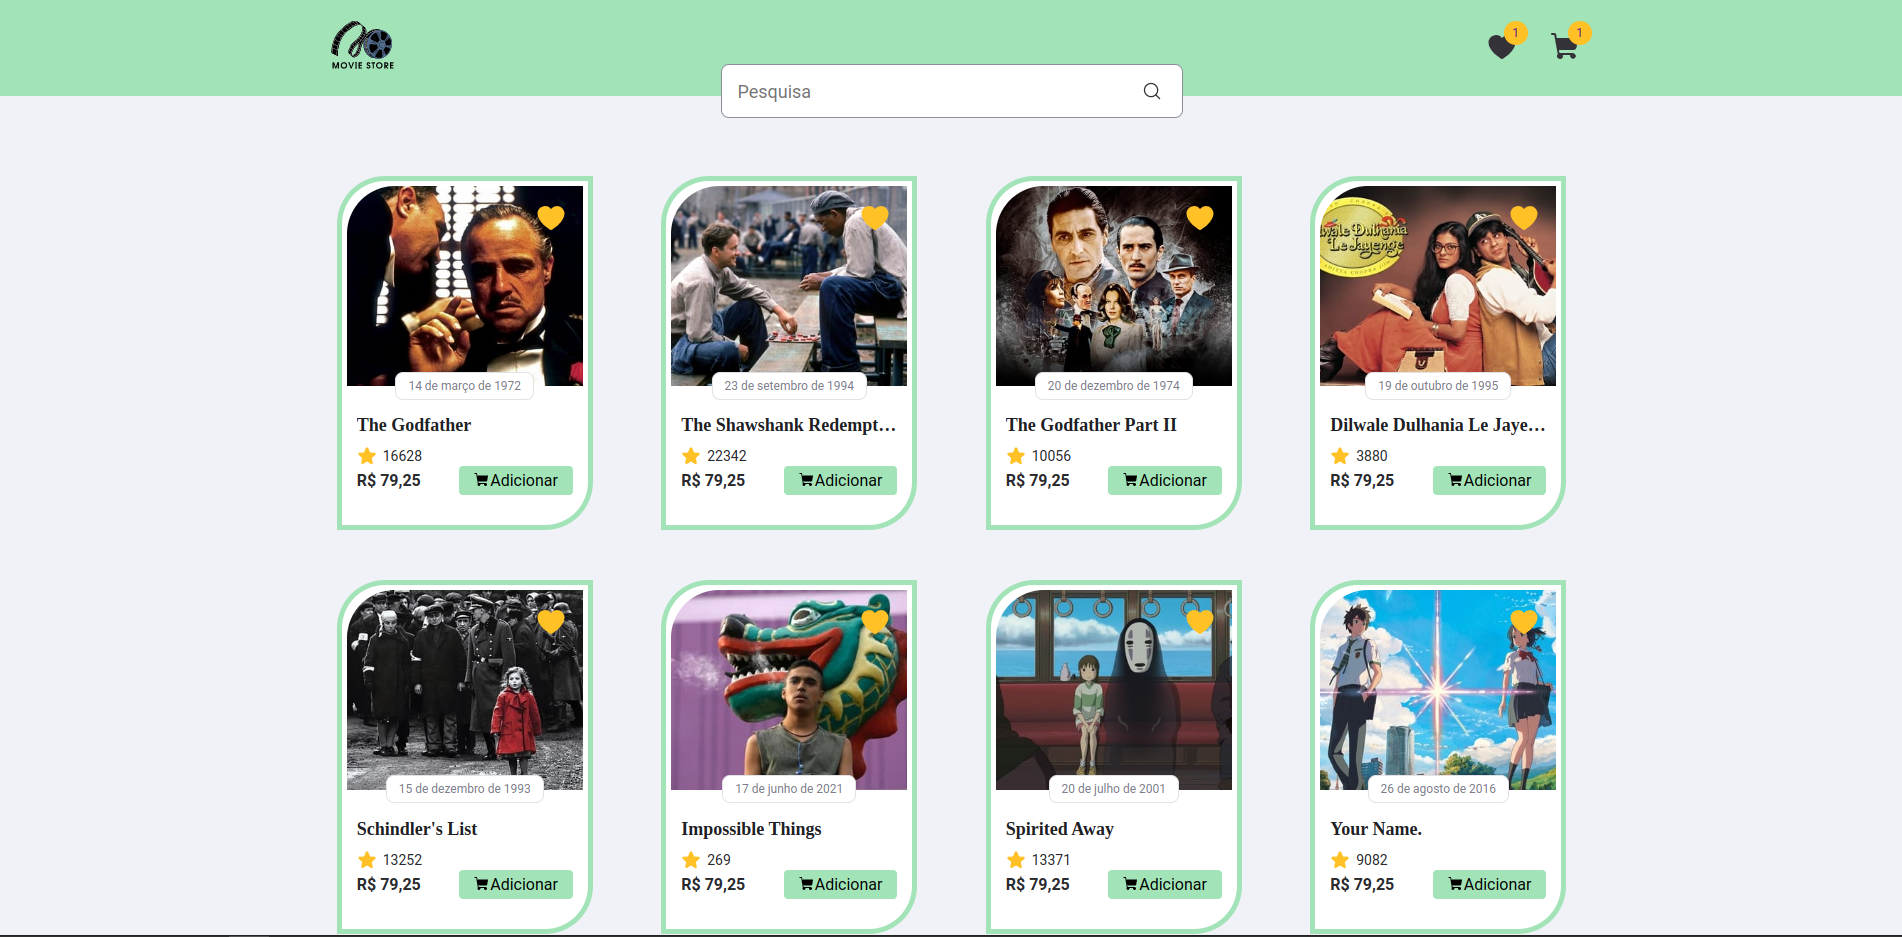 MOVIE STORE
1
1
Pesquisa
Dilwale Dulhania
Le Jayenge
14 de março de 1972
23 de setembro de 1994
20 de dezembro de 1974
19 de outubro de 1995
The Godfather
The Shawshank Redempt...
The Godfather Part II
Dilwale Dulhania Le Jaye...
16628
22342
10056
3880
R$ 79,25
Adicionar
R$ 79,25
Adicionar
R$ 79,25
Adicionar
R$ 79,25
Adicionar
15 de dezembro de 1993
17 de junho de 2021
20 de julho de 2001
26 de agosto de 2016
Schindler's List
Impossible Things
Spirited Away
Your Name.
13252
269
13371
9082
R$ 79,25
Adicionar
R$ 79,25
Adicionar
R$ 79,25
Adicionar
R$ 79,25
Adicionar